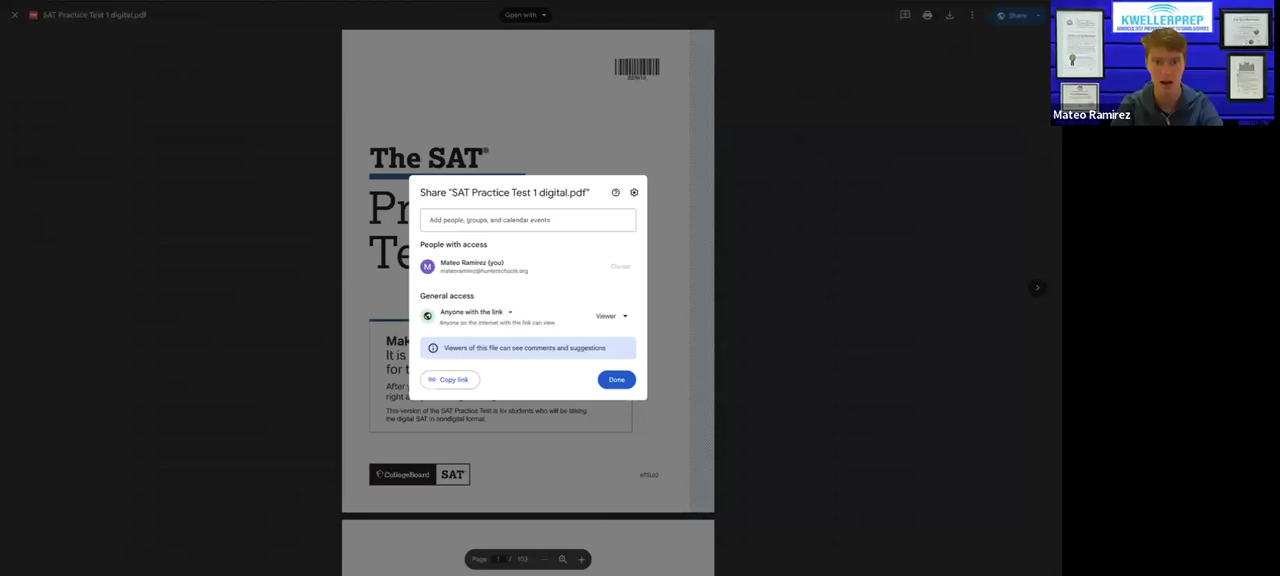 SAT Practice Test 1 digital.pdf
Open with
Share
KWELLERPREP
Mateo Ramirez
The SAT®
Pr
Te
Share "SAT Practice Test 1 digital.pdf"
Add people, groups, and calendar events
People with access
M
Mateo Ramirez (you)
mateoramirez@hunterschools.org
Owner
General access
Anyone with the link
Anyone on the internet with the link can view
Viewer
Viewers of this file can see comments and suggestions
Copy link
Done
Mak
It is
for t
After
right a
This version of the SAT Practice Test is for students who will be taking
the digital SAT in nondigital format.
CollegeBoard
SAT
Page 1 /